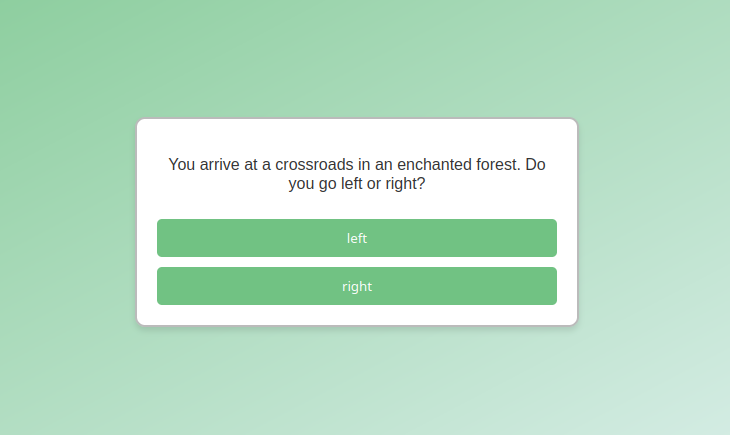 You arrive at a crossroads in an enchanted forest. Do
you go left or right?
left
right